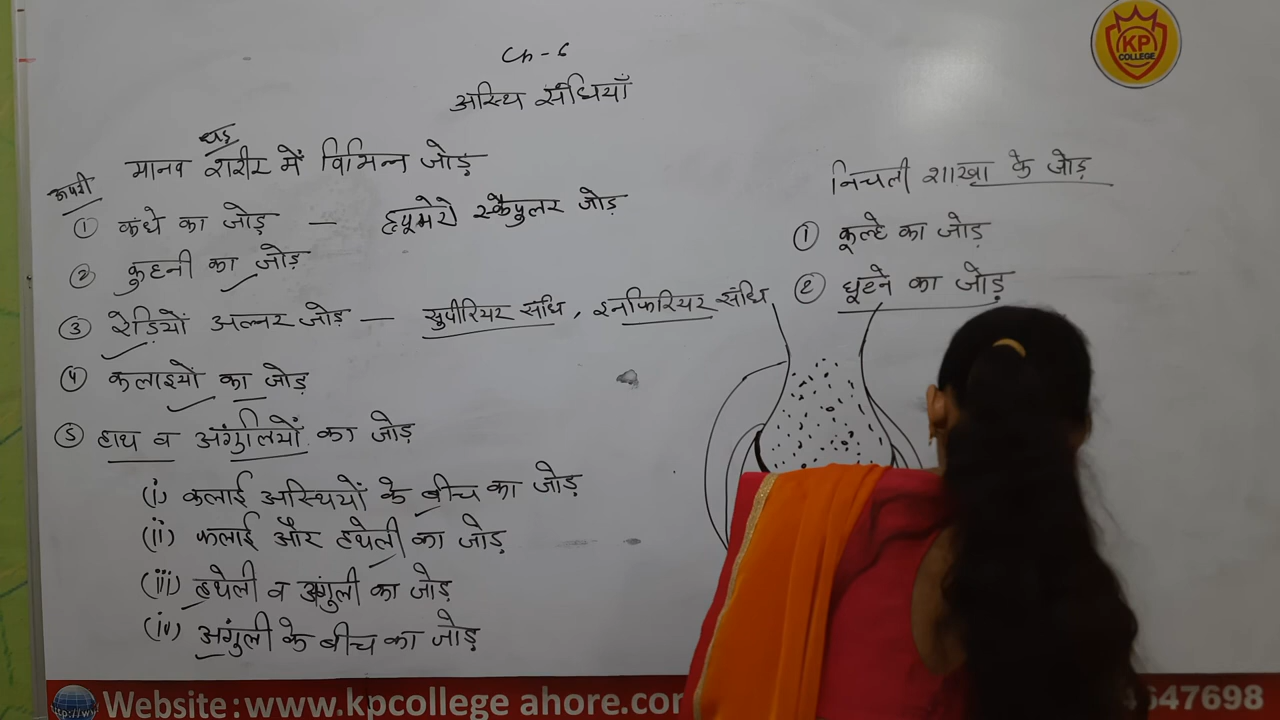 Ch - 6
अस्थि संधियाँ
धड़
मानव शरीर में विभिन्न जोड़
ऊपरी
① कंधे का जोड़ — ह्यूमेरो स्केपुलर जोड़
② कुहनी का जोड़
③ रेडियों अल्नर जोड़ — सुपीरियर संधि, इनफिरियर संधि
④ कलाइयो का जोड़
⑤ हाथ व अंगुलियों का जोड़
(i) कलाई अस्थियों के बीच का जोड़
(ii) कलाई और हथेली का जोड़
(iii) हथेली व अंगुली का जोड़
(iv) अंगुली के बीच का जोड़
निचली शाखा के जोड़
① कूल्हे का जोड़
② घूटने का जोड़
KP
COLLEGE
Website:www.kpcollege ahore.cor
647698